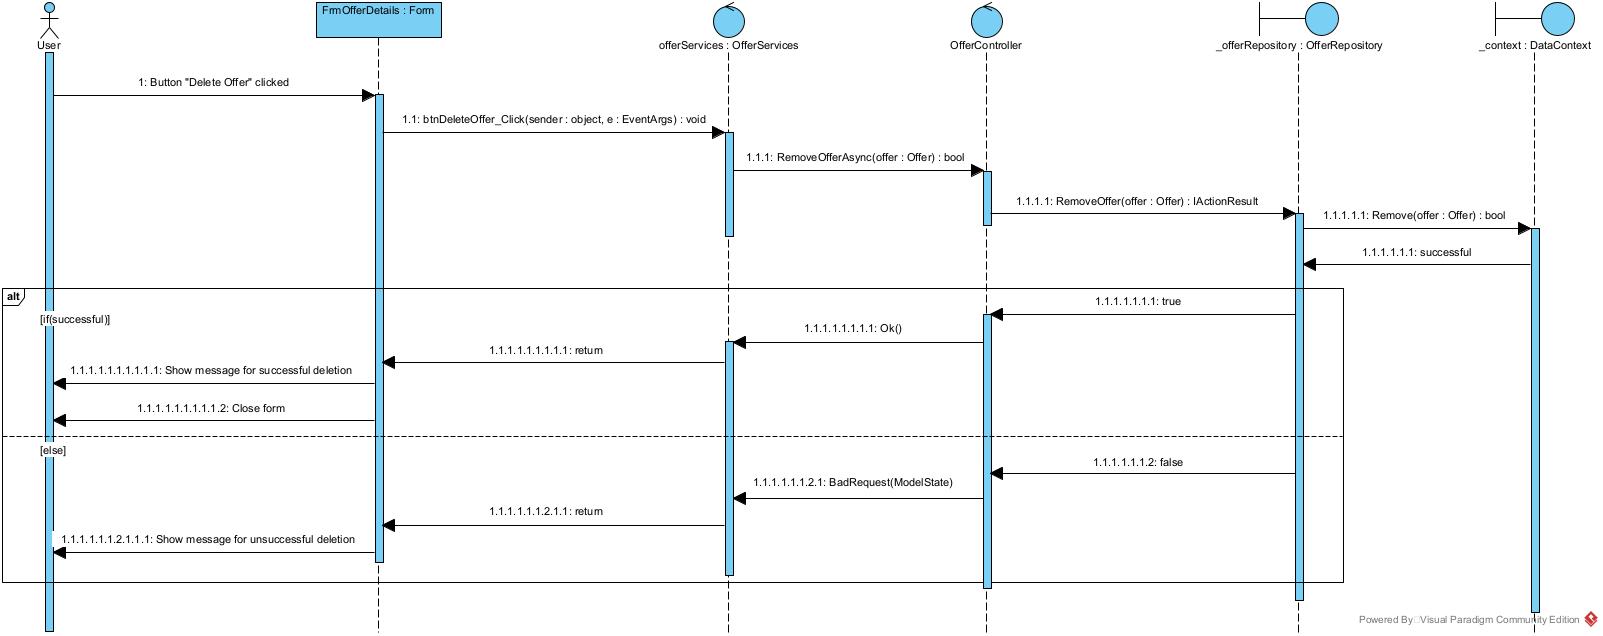 FrmOfferDetails : Form
User
offerServices : OfferServices
OfferController
_offerRepository : OfferRepository
_context : DataContext
1: Button "Delete Offer" clicked
1.1: btnDeleteOffer_Click(sender : object, e : EventArgs) : void
1.1.1: RemoveOfferAsync(offer : Offer) : bool
1.1.1.1: RemoveOffer(offer : Offer) : IActionResult
1.1.1.1.1: Remove(offer : Offer) : bool
1.1.1.1.1.1: successful
alt
[if(successful)]
1.1.1.1.1.1.1: true
1.1.1.1.1.1.1.1: Ok()
1.1.1.1.1.1.1.1.1: return
1.1.1.1.1.1.1.1.1.1: Show message for successful deletion
1.1.1.1.1.1.1.1.1.2: Close form
[else]
1.1.1.1.1.1.2: false
1.1.1.1.1.1.2.1: BadRequest(ModelState)
1.1.1.1.1.1.2.1.1: return
1.1.1.1.1.1.2.1.1.1: Show message for unsuccessful deletion
Powered By Visual Paradigm Community Edition